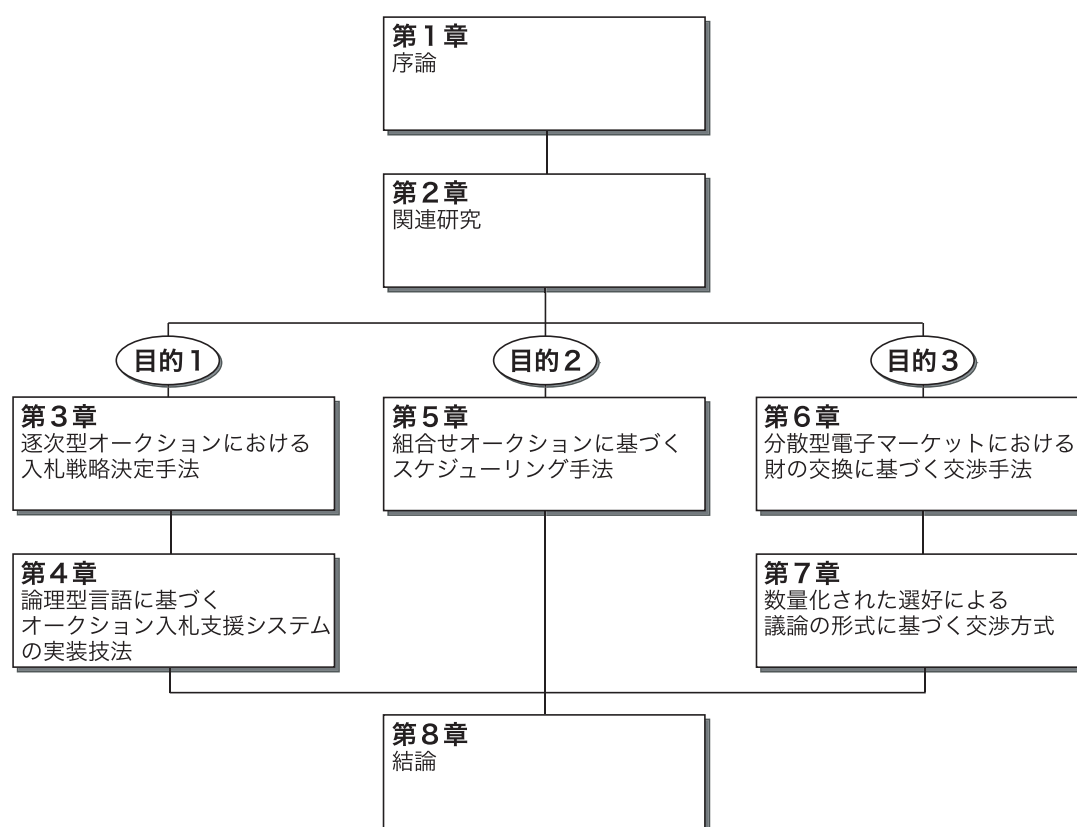 第１章
序論
第２章
関連研究
目的１
目的２
目的３
第３章
逐次型オークションにおける
入札戦略決定手法
第５章
組合せオークションに基づく
スケジューリング手法
第６章
分散型電子マーケットにおける
財の交換に基づく交渉手法
第４章
論理型言語に基づく
オークション入札支援システム
の実装技法
第７章
数量化された選好による
議論の形式に基づく交渉方式
第８章
結論